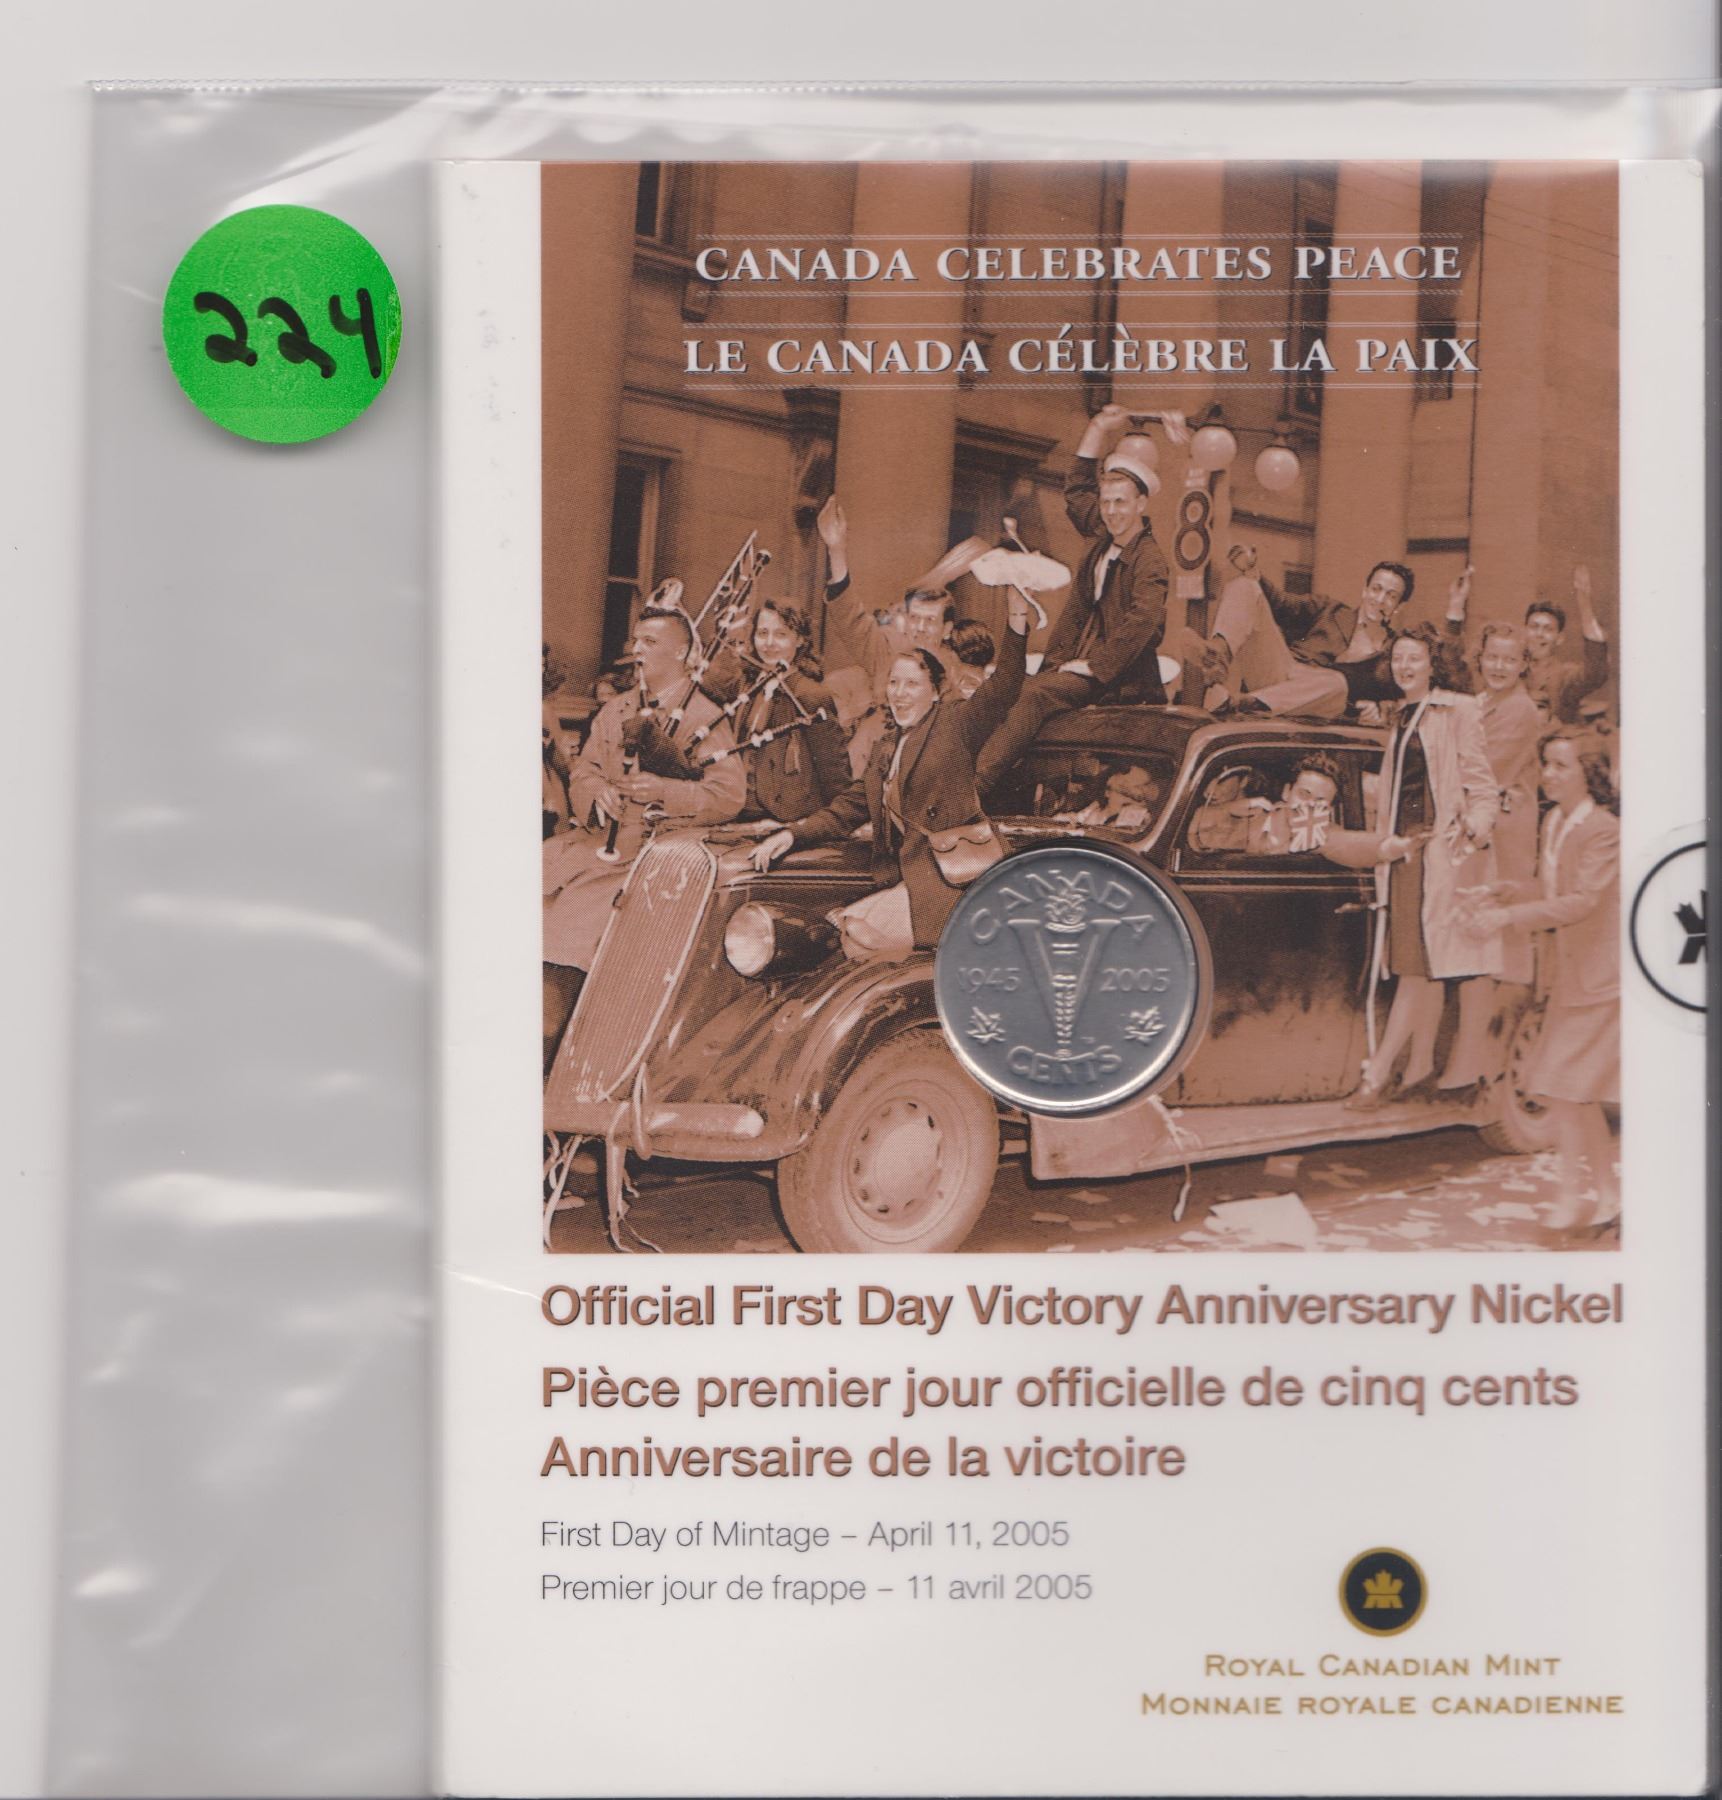 224
CANADA CELEBRATES PEACE
LE CANADA CÉLÈBRE LA PAIX
8
CANADA
1945 2005
CENTS
Official First Day Victory Anniversary Nickel
Pièce premier jour officielle de cinq cents
Anniversaire de la victoire
First Day of Mintage – April 11, 2005
Premier jour de frappe – 11 avril 2005
ROYAL CANADIAN MINT
MONNAIE ROYALE CANADIENNE